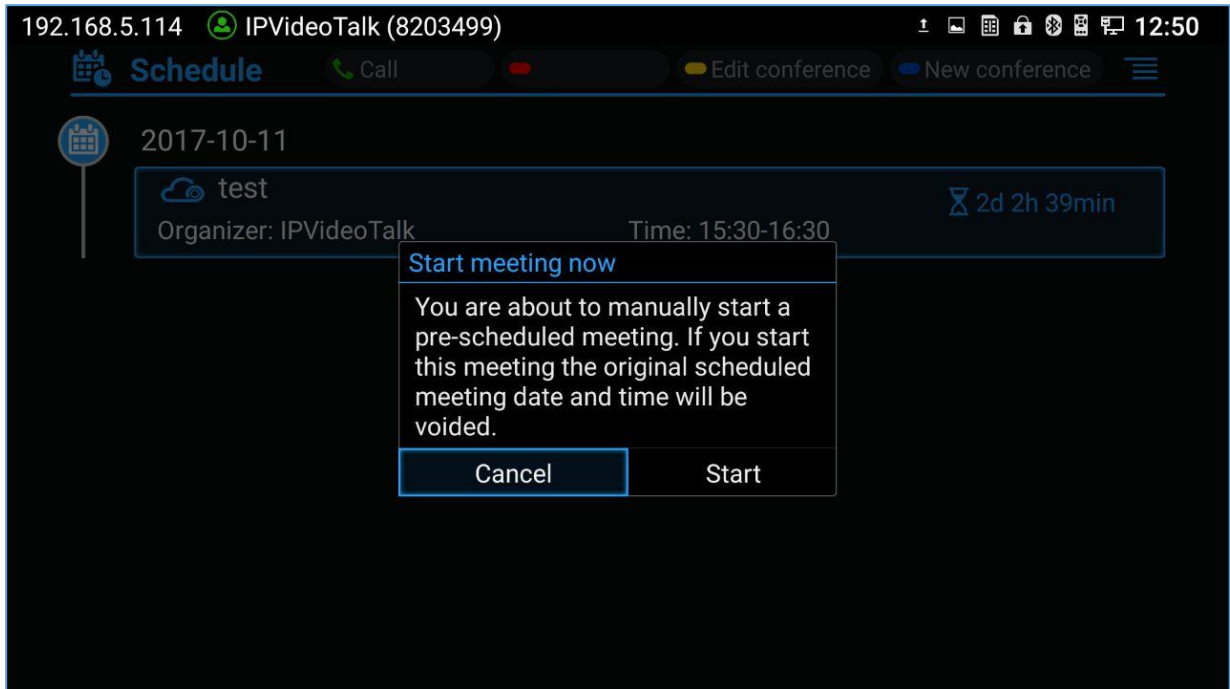 192.168.5.114 IPVideoTalk (8203499) 12:50
Schedule Call Edit conference New conference
2017-10-11
test
2d 2h 39min
Organizer: IPVideoTalk Time: 15:30-16:30
Start meeting now
You are about to manually start a
pre-scheduled meeting. If you start
this meeting the original scheduled
meeting date and time will be
voided.
Cancel Start